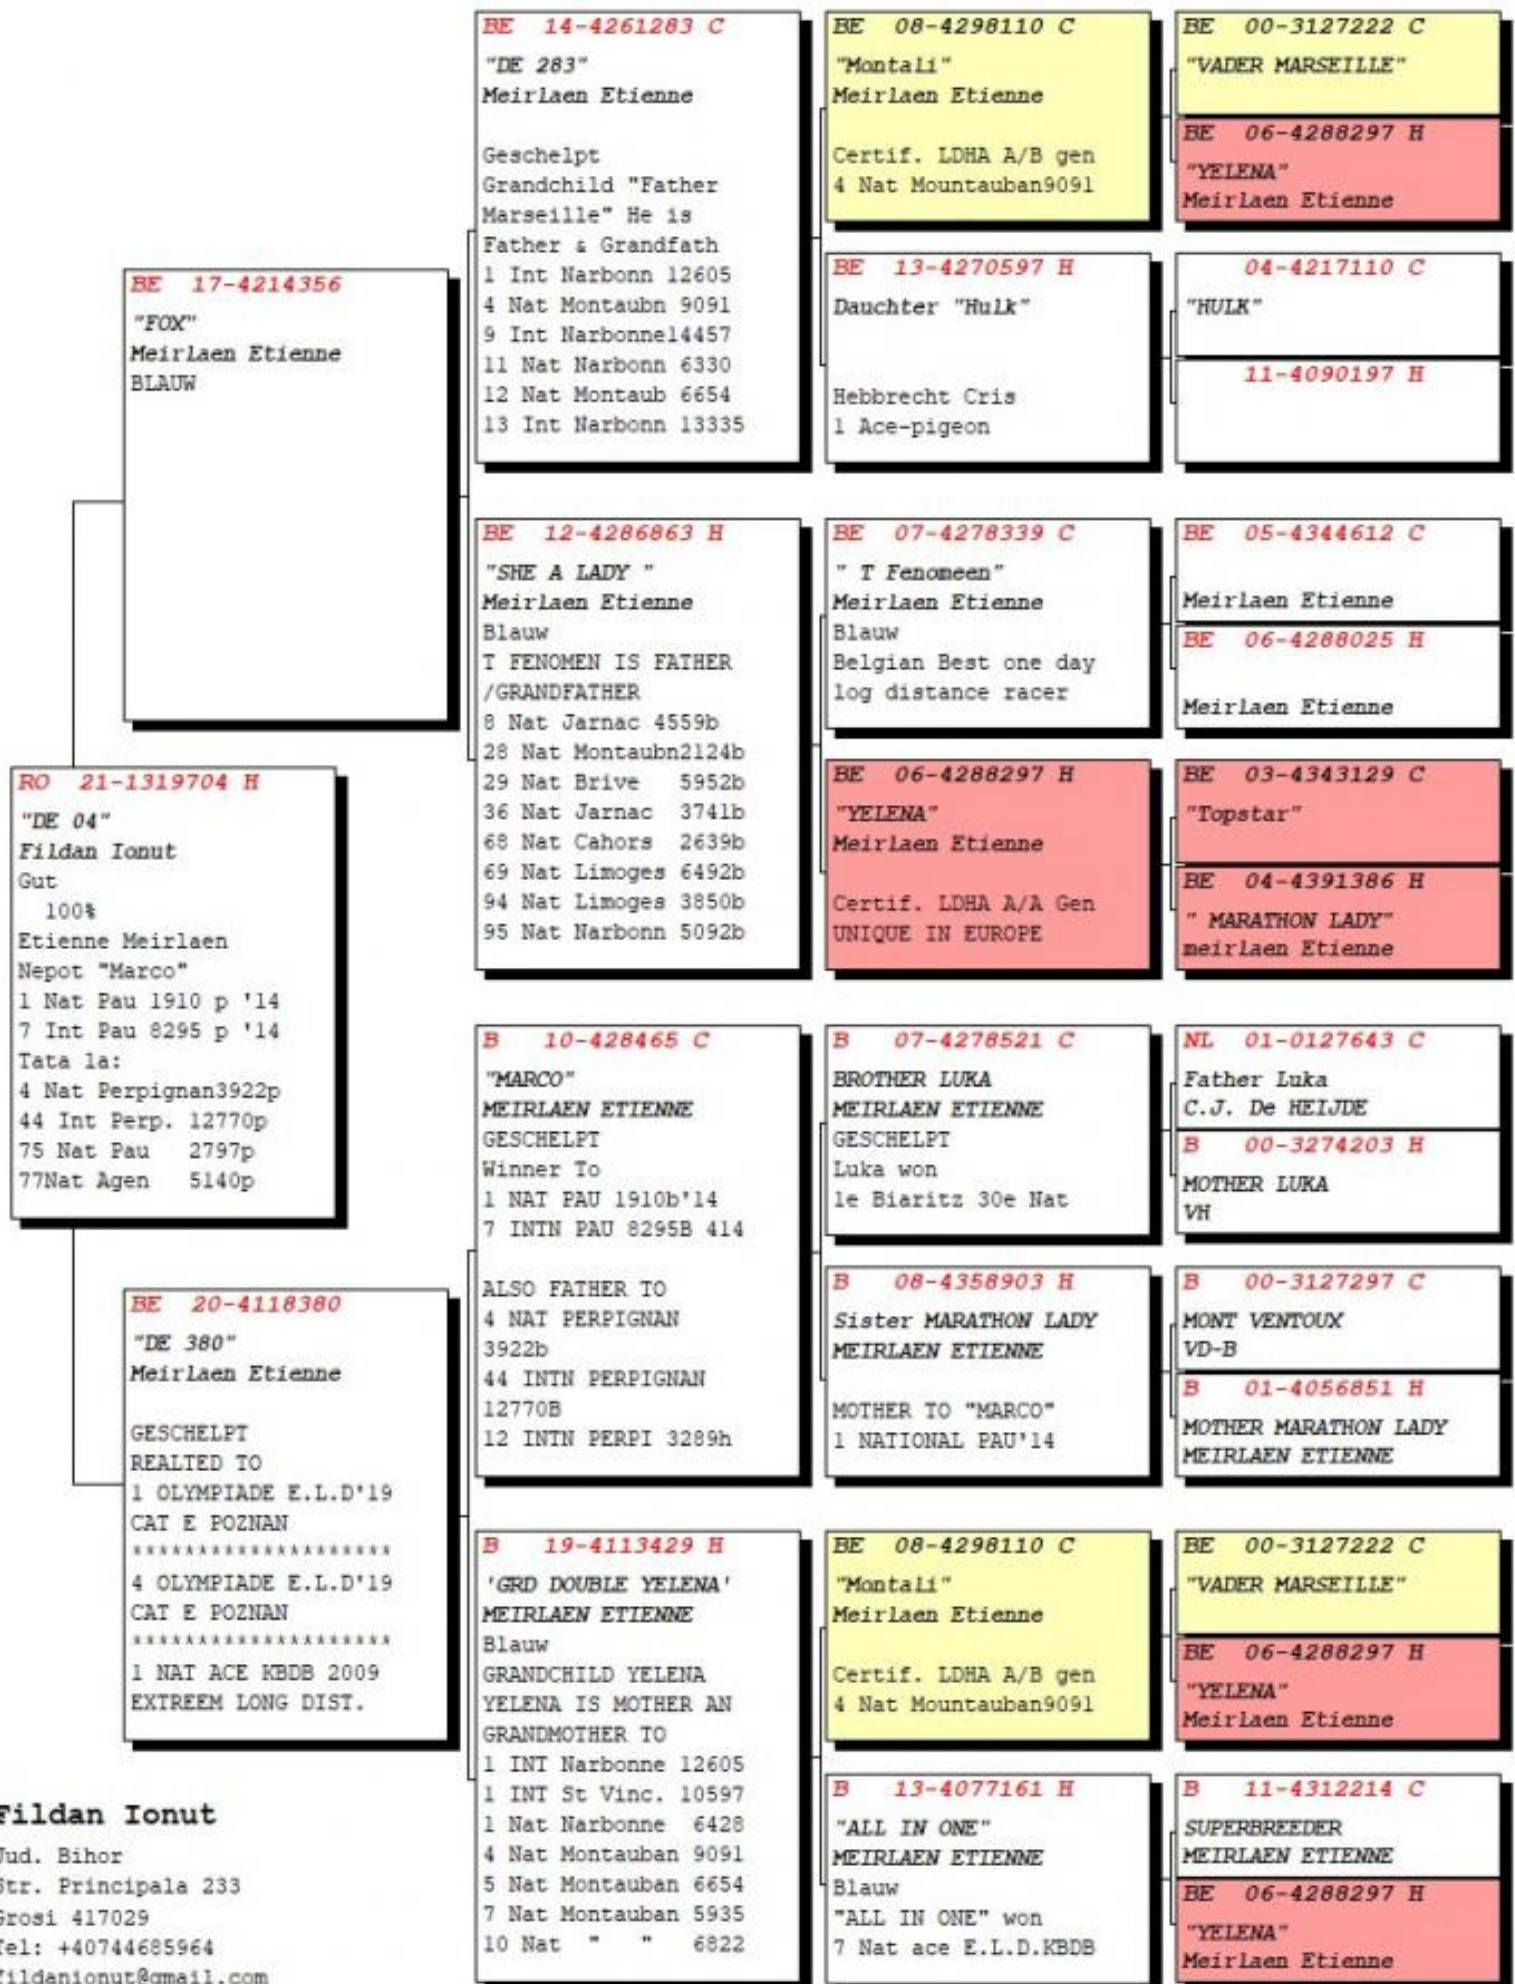 BE 14-4261283 C
"DE 283"
Meirlaen Etienne
Geschelpt
Grandchild "Father
Marseille" He is
Father & Grandfath
1 Int Narbonn 12605
4 Nat Montaubn 9091
9 Int Narbonne14457
11 Nat Narbonn 6330
12 Nat Montaub 6654
13 Int Narbonn 13335
BE 08-4298110 C
"Montali"
Meirlaen Etienne
Certif. LDHA A/B gen
4 Nat Mountauban9091
BE 00-3127222 C
"VADER MARSEILLE"
BE 06-4288297 H
"YELENA"
Meirlaen Etienne
BE 13-4270597 H
Dauchter "Hulk"
Hebbrecht Cris
1 Ace-pigeon
04-4217110 C
"HULK"
11-4090197 H
BE 17-4214356
"FOX"
Meirlaen Etienne
BLAUW
BE 12-4286863 H
"SHE A LADY "
Meirlaen Etienne
Blauw
T FENOMEN IS FATHER
/GRANDFATHER
8 Nat Jarnac 4559b
28 Nat Montaubn2124b
29 Nat Brive 5952b
36 Nat Jarnac 3741b
68 Nat Cahors 2639b
69 Nat Limoges 6492b
94 Nat Limoges 3850b
95 Nat Narbonn 5092b
BE 07-4278339 C
" T Fenomeen"
Meirlaen Etienne
Blauw
Belgian Best one day
log distance racer
BE 05-4344612 C
Meirlaen Etienne
BE 06-4288025 H
Meirlaen Etienne
BE 06-4288297 H
"YELENA"
Meirlaen Etienne
Certif. LDHA A/A Gen
UNIQUE IN EUROPE
BE 03-4343129 C
"Topstar"
BE 04-4391386 H
" MARATHON LADY"
meirlaen Etienne
RO 21-1319704 H
"DE 04"
Fildan Ionut
Gut
100%
Etienne Meirlaen
Nepot "Marco"
1 Nat Pau 1910 p '14
7 Int Pau 8295 p '14
Tata la:
4 Nat Perpignan3922p
44 Int Perp. 12770p
75 Nat Pau 2797p
77Nat Agen 5140p
B 10-428465 C
"MARCO"
MEIRLAEN ETIENNE
GESCHELPT
Winner To
1 NAT PAU 1910b'14
7 INTN PAU 8295B 414
ALSO FATHER TO
4 NAT PERPIGNAN
3922b
44 INTN PERPIGNAN
12770B
12 INTN PERPI 3289h
B 07-4278521 C
BROTHER LUKA
MEIRLAEN ETIENNE
GESCHELPT
Luka won
1e Biaritz 30e Nat
NL 01-0127643 C
Father Luka
C.J. De HEIJDE
B 00-3274203 H
MOTHER LUKA
VH
B 08-4358903 H
Sister MARATHON LADY
MEIRLAEN ETIENNE
MOTHER TO "MARCO"
1 NATIONAL PAU'14
B 00-3127297 C
MONT VENTOUX
VD-B
B 01-4056851 H
MOTHER MARATHON LADY
MEIRLAEN ETIENNE
BE 20-4118380
"DE 380"
Meirlaen Etienne
GESCHELPT
REALTED TO
1 OLYMPIADE E.L.D'19
CAT E POZNAN
********************
4 OLYMPIADE E.L.D'19
CAT E POZNAN
********************
1 NAT ACE KBDB 2009
EXTREEM LONG DIST.
B 19-4113429 H
'GRD DOUBLE YELENA'
MEIRLAEN ETIENNE
Blauw
GRANDCHILD YELENA
YELENA IS MOTHER AN
GRANDMOTHER TO
1 INT Narbonne 12605
1 INT St Vinc. 10597
1 Nat Narbonne 6428
4 Nat Montauban 9091
5 Nat Montauban 6654
7 Nat Montauban 5935
10 Nat " " 6822
BE 08-4298110 C
"Montali"
Meirlaen Etienne
Certif. LDHA A/B gen
4 Nat Mountauban9091
BE 00-3127222 C
"VADER MARSEILLE"
BE 06-4288297 H
"YELENA"
Meirlaen Etienne
B 13-4077161 H
"ALL IN ONE"
MEIRLAEN ETIENNE
Blauw
"ALL IN ONE" won
7 Nat ace E.L.D.KBDB
B 11-4312214 C
SUPERBREEDER
MEIRLAEN ETIENNE
BE 06-4288297 H
"YELENA"
Meirlaen Etienne
Fildan Ionut
Jud. Bihor
Str. Principala 233
Grosi 417029
Tel: +40744685964
fildanionut@gmail.com